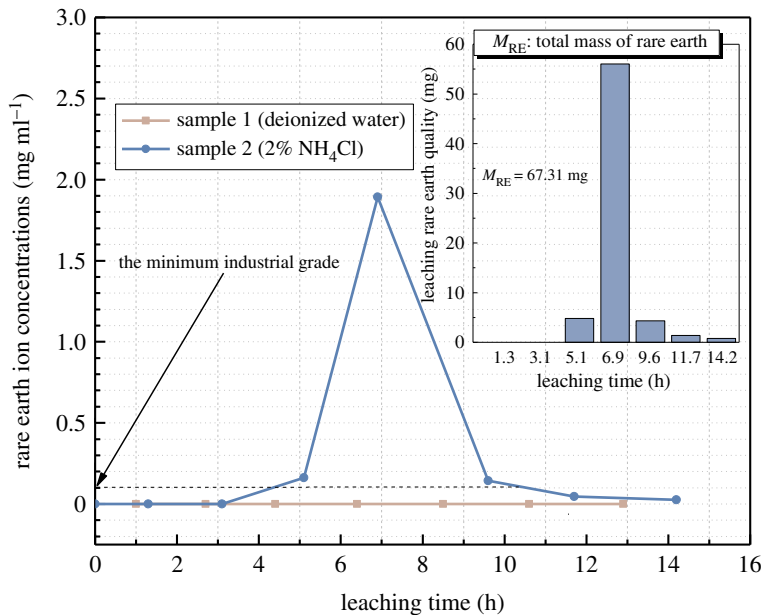 3.0
2.5
2.0
1.5
1.0
0.5
0
rare earth ion concentrations (mg ml⁻¹)
sample 1 (deionized water)
sample 2 (2% NH₄Cl)
the minimum industrial grade
0 2 4 6 8 10 12 14 16
leaching time (h)
M_RE: total mass of rare earth
60
50
40
30
20
10
0
leaching rare earth quality (mg)
M_RE = 67.31 mg
1.3 3.1 5.1 6.9 9.6 11.7 14.2
leaching time (h)